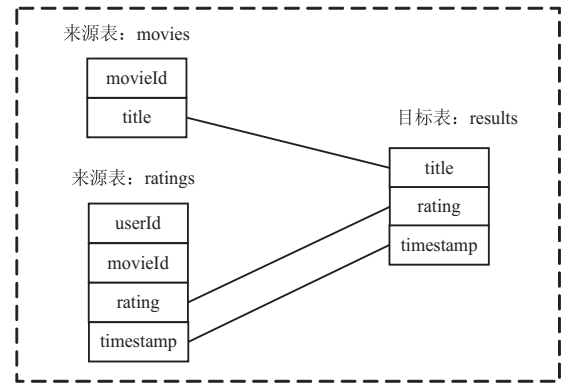 来源表：movies
movieId
title
来源表：ratings
userId
movieId
rating
timestamp
目标表：results
title
rating
timestamp